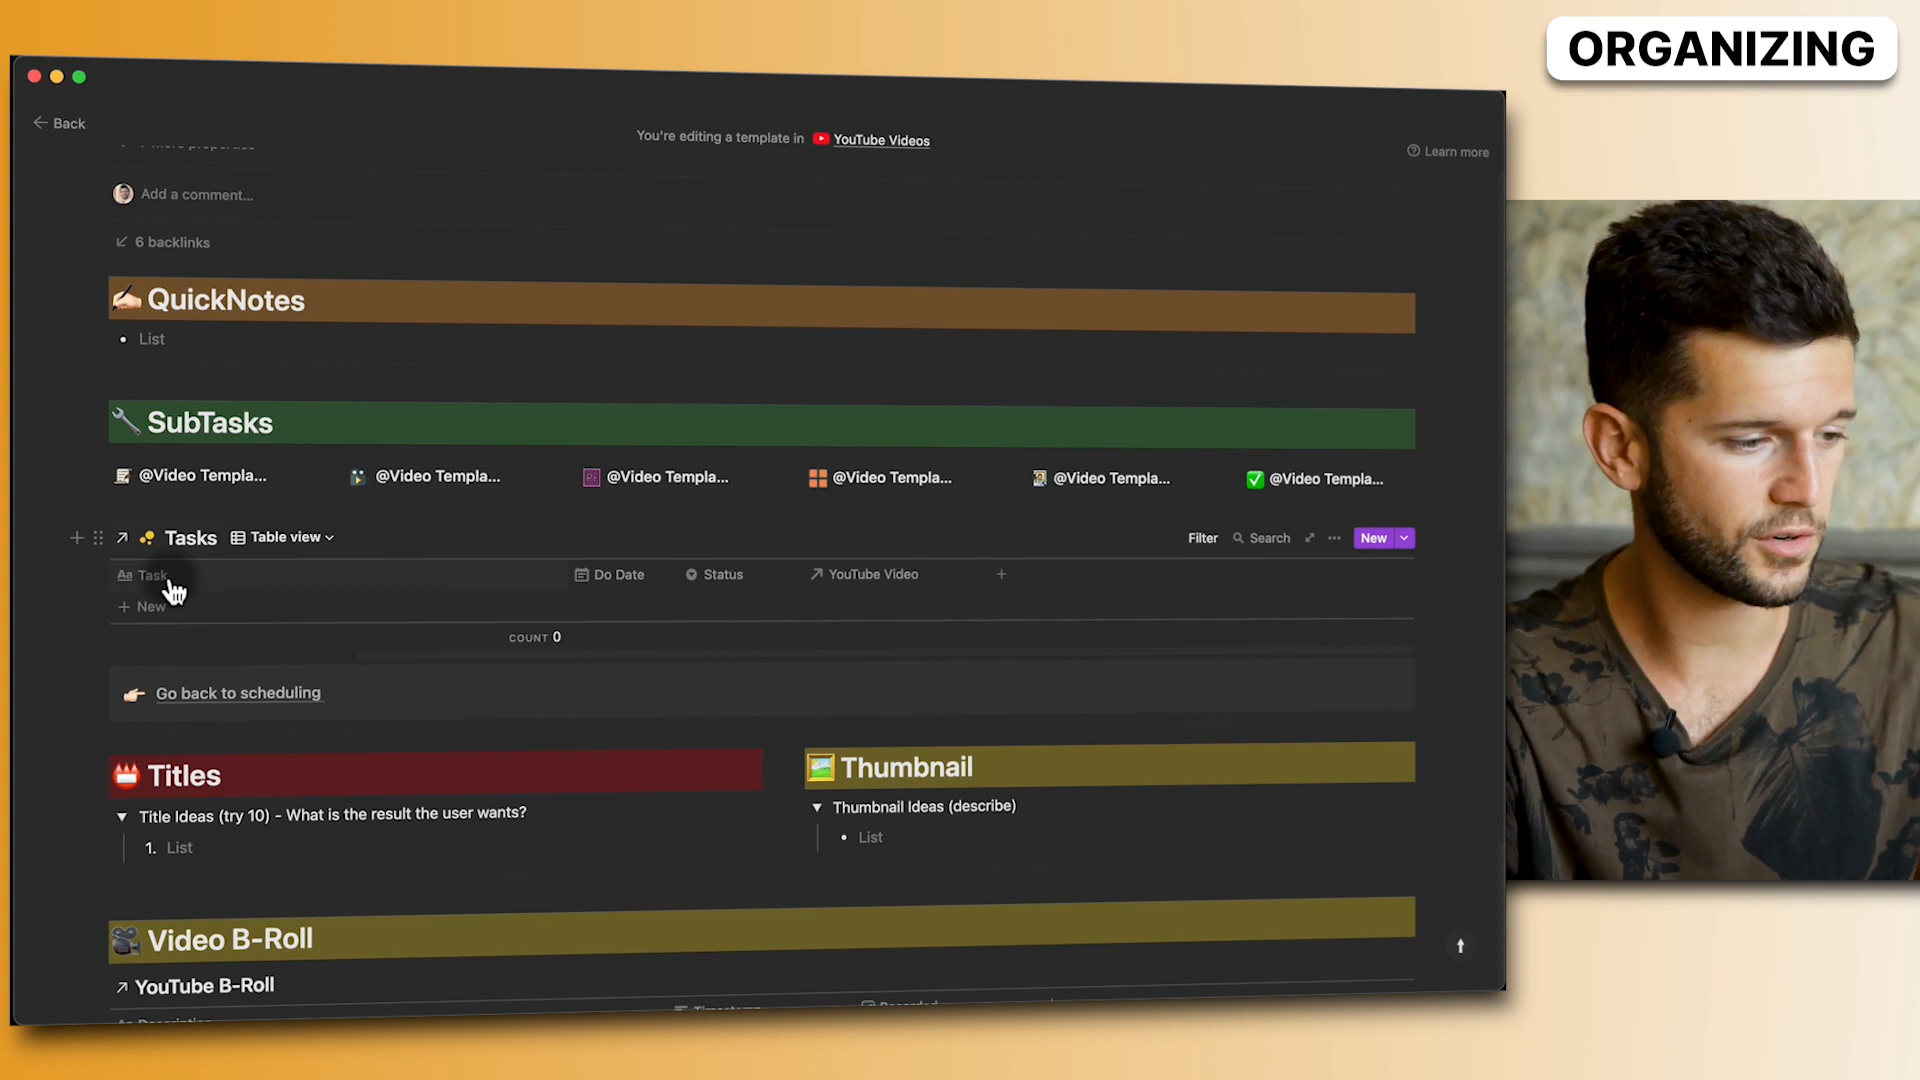 ORGANIZING
Back
You're editing a template in YouTube Videos
Learn more
Add a comment...
6 backlinks
QuickNotes
List
SubTasks
@Video Templa... @Video Templa... @Video Templa... @Video Templa... @Video Templa... @Video Templa...
Tasks Table view Filter Search New
Aa Task Do Date Status YouTube Video
New
COUNT 0
Go back to scheduling
Titles
Title Ideas (try 10) - What is the result the user wants?
1. List
Thumbnail
Thumbnail Ideas (describe)
List
Video B-Roll
YouTube B-Roll